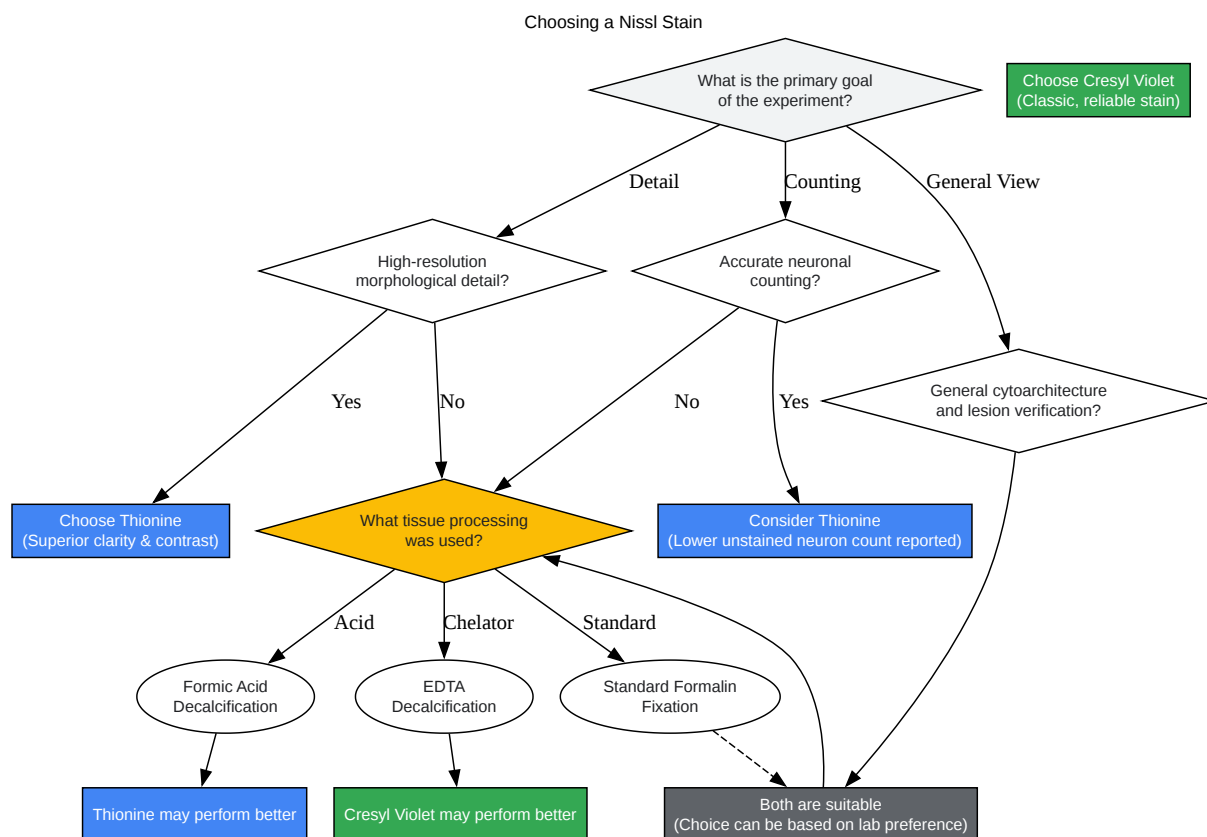 Choosing a Nissl Stain
What is the primary goal
of the experiment?
Choose Cresyl Violet
(Classic, reliable stain)
Detail
Counting
General View
High-resolution
morphological detail?
Accurate neuronal
counting?
General cytoarchitecture
and lesion verification?
Yes
No
No
Yes
Choose Thionine
(Superior clarity & contrast)
What tissue processing
was used?
Consider Thionine
(Lower unstained neuron count reported)
Acid
Chelator
Standard
Formic Acid
Decalcification
EDTA
Decalcification
Standard Formalin
Fixation
Thionine may perform better
Cresyl Violet may perform better
Both are suitable
(Choice can be based on lab preference)